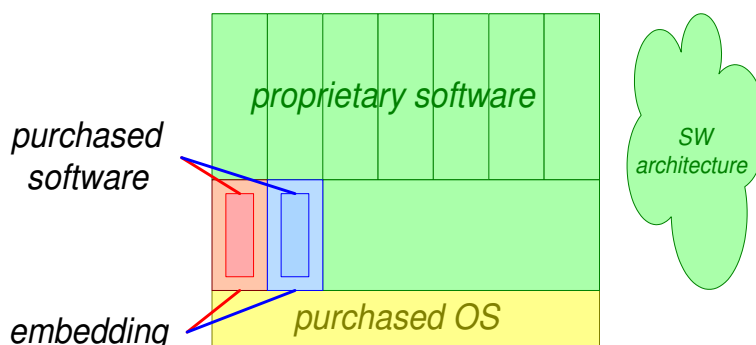 proprietary software
purchased
software
SW
architecture
purchased OS
embedding